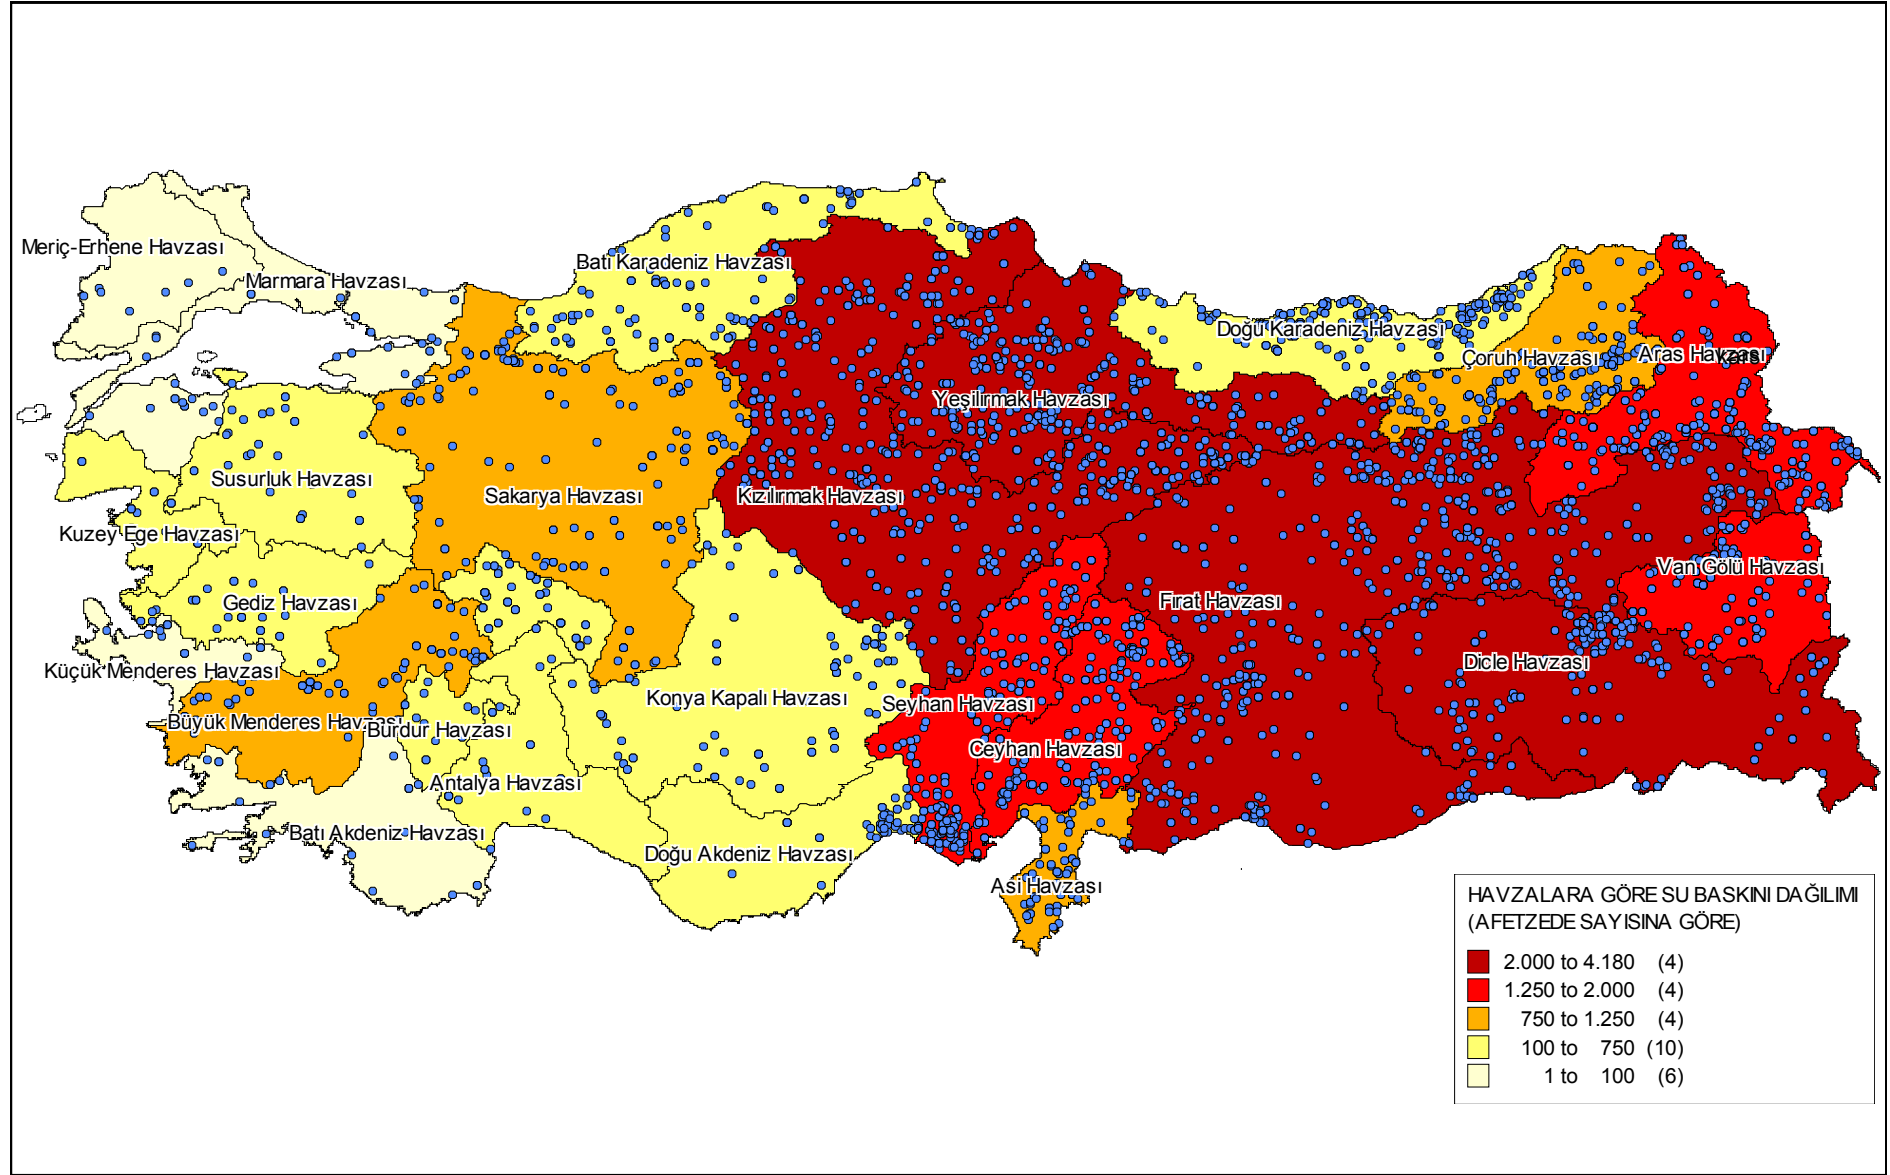 Meriç-Erhene Havzası
Marmara Havzası
Batı Karadeniz Havzası
Doğu Karadeniz Havzası
Çoruh Havzası
Aras Havzası
Yeşilirmak Havzası
Susurluk Havzası
Sakarya Havzası
Kızılırmak Havzası
Kuzey Ege Havzası
Van Gölü Havzası
Gediz Havzası
Fırat Havzası
Küçük Menderes Havzası
Dicle Havzası
Konya Kapalı Havzası
Seyhan Havzası
Büyük Menderes Havzası
Burdur Havzası
Ceyhan Havzası
Antalya Havzası
Batı Akdeniz Havzası
Doğu Akdeniz Havzası
Asi Havzası
HAVZALARA GÖRE SU BASKINI DAĞILIMI
(AFETZEDE SAYISINA GÖRE)
2.000 to 4.180 (4)
1.250 to 2.000 (4)
750 to 1.250 (4)
100 to 750 (10)
1 to 100 (6)